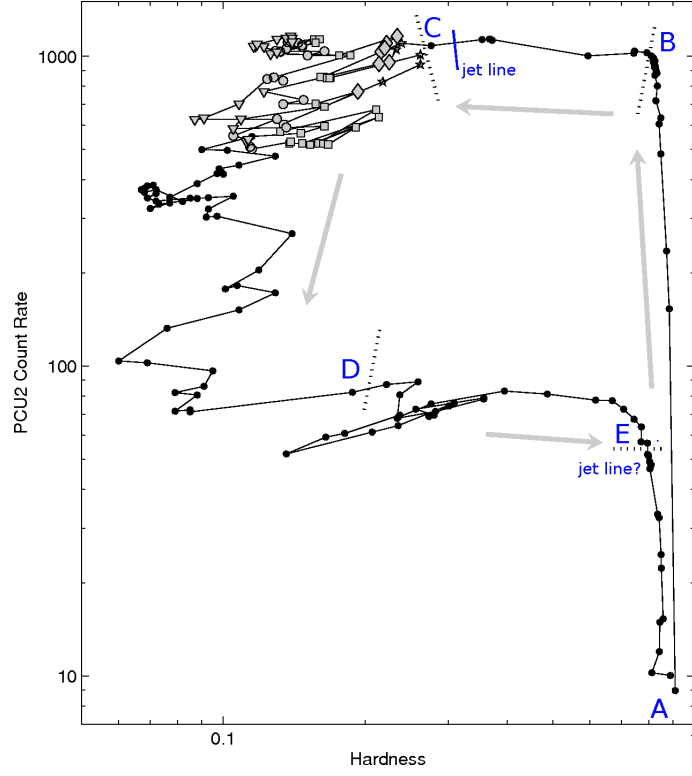 C
B
1000
jet line
100
D
E
jet line?
10
A
0.1
PCU2 Count Rate
Hardness